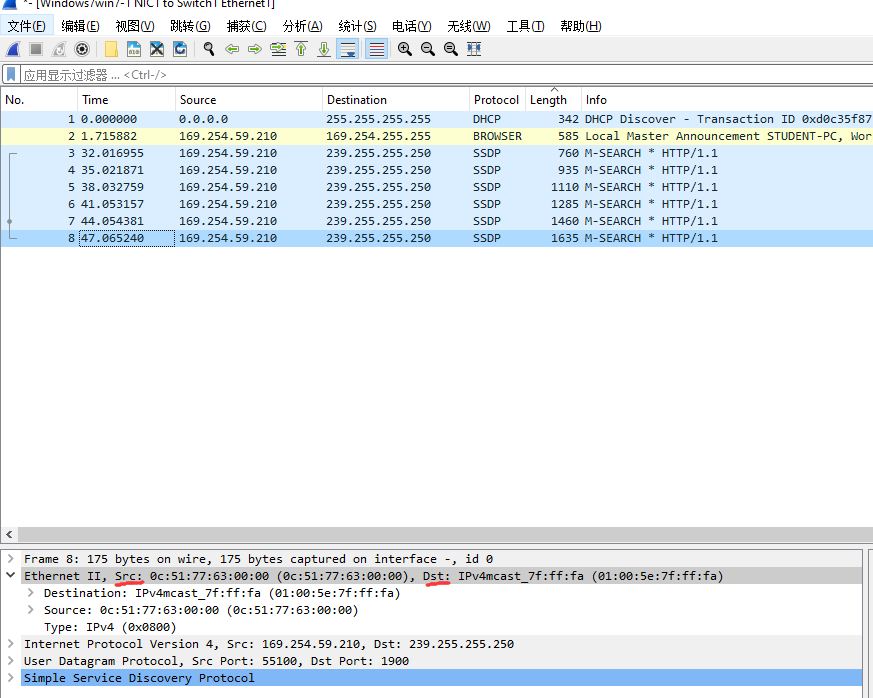 *- [Windows7win7-1 NIC1 to Switch1 Ethernet1]
文件(F) 编辑(E) 视图(V) 跳转(G) 捕获(C) 分析(A) 统计(S) 电话(Y) 无线(W) 工具(T) 帮助(H)
应用显示过滤器 … <Ctrl-/>
No. Time Source Destination Protocol Length Info
1 0.000000 0.0.0.0 255.255.255.255 DHCP 342 DHCP Discover - Transaction ID 0xd0c35f87
2 1.715882 169.254.59.210 169.254.255.255 BROWSER 585 Local Master Announcement STUDENT-PC, Wor
3 32.016955 169.254.59.210 239.255.255.250 SSDP 760 M-SEARCH * HTTP/1.1
4 35.021871 169.254.59.210 239.255.255.250 SSDP 935 M-SEARCH * HTTP/1.1
5 38.032759 169.254.59.210 239.255.255.250 SSDP 1110 M-SEARCH * HTTP/1.1
6 41.053157 169.254.59.210 239.255.255.250 SSDP 1285 M-SEARCH * HTTP/1.1
7 44.054381 169.254.59.210 239.255.255.250 SSDP 1460 M-SEARCH * HTTP/1.1
8 47.065240 169.254.59.210 239.255.255.250 SSDP 1635 M-SEARCH * HTTP/1.1
Frame 8: 175 bytes on wire, 175 bytes captured on interface -, id 0
Ethernet II, Src: 0c:51:77:63:00:00 (0c:51:77:63:00:00), Dst: IPv4mcast_7f:ff:fa (01:00:5e:7f:ff:fa)
Destination: IPv4mcast_7f:ff:fa (01:00:5e:7f:ff:fa)
Source: 0c:51:77:63:00:00 (0c:51:77:63:00:00)
Type: IPv4 (0x0800)
Internet Protocol Version 4, Src: 169.254.59.210, Dst: 239.255.255.250
User Datagram Protocol, Src Port: 55100, Dst Port: 1900
Simple Service Discovery Protocol